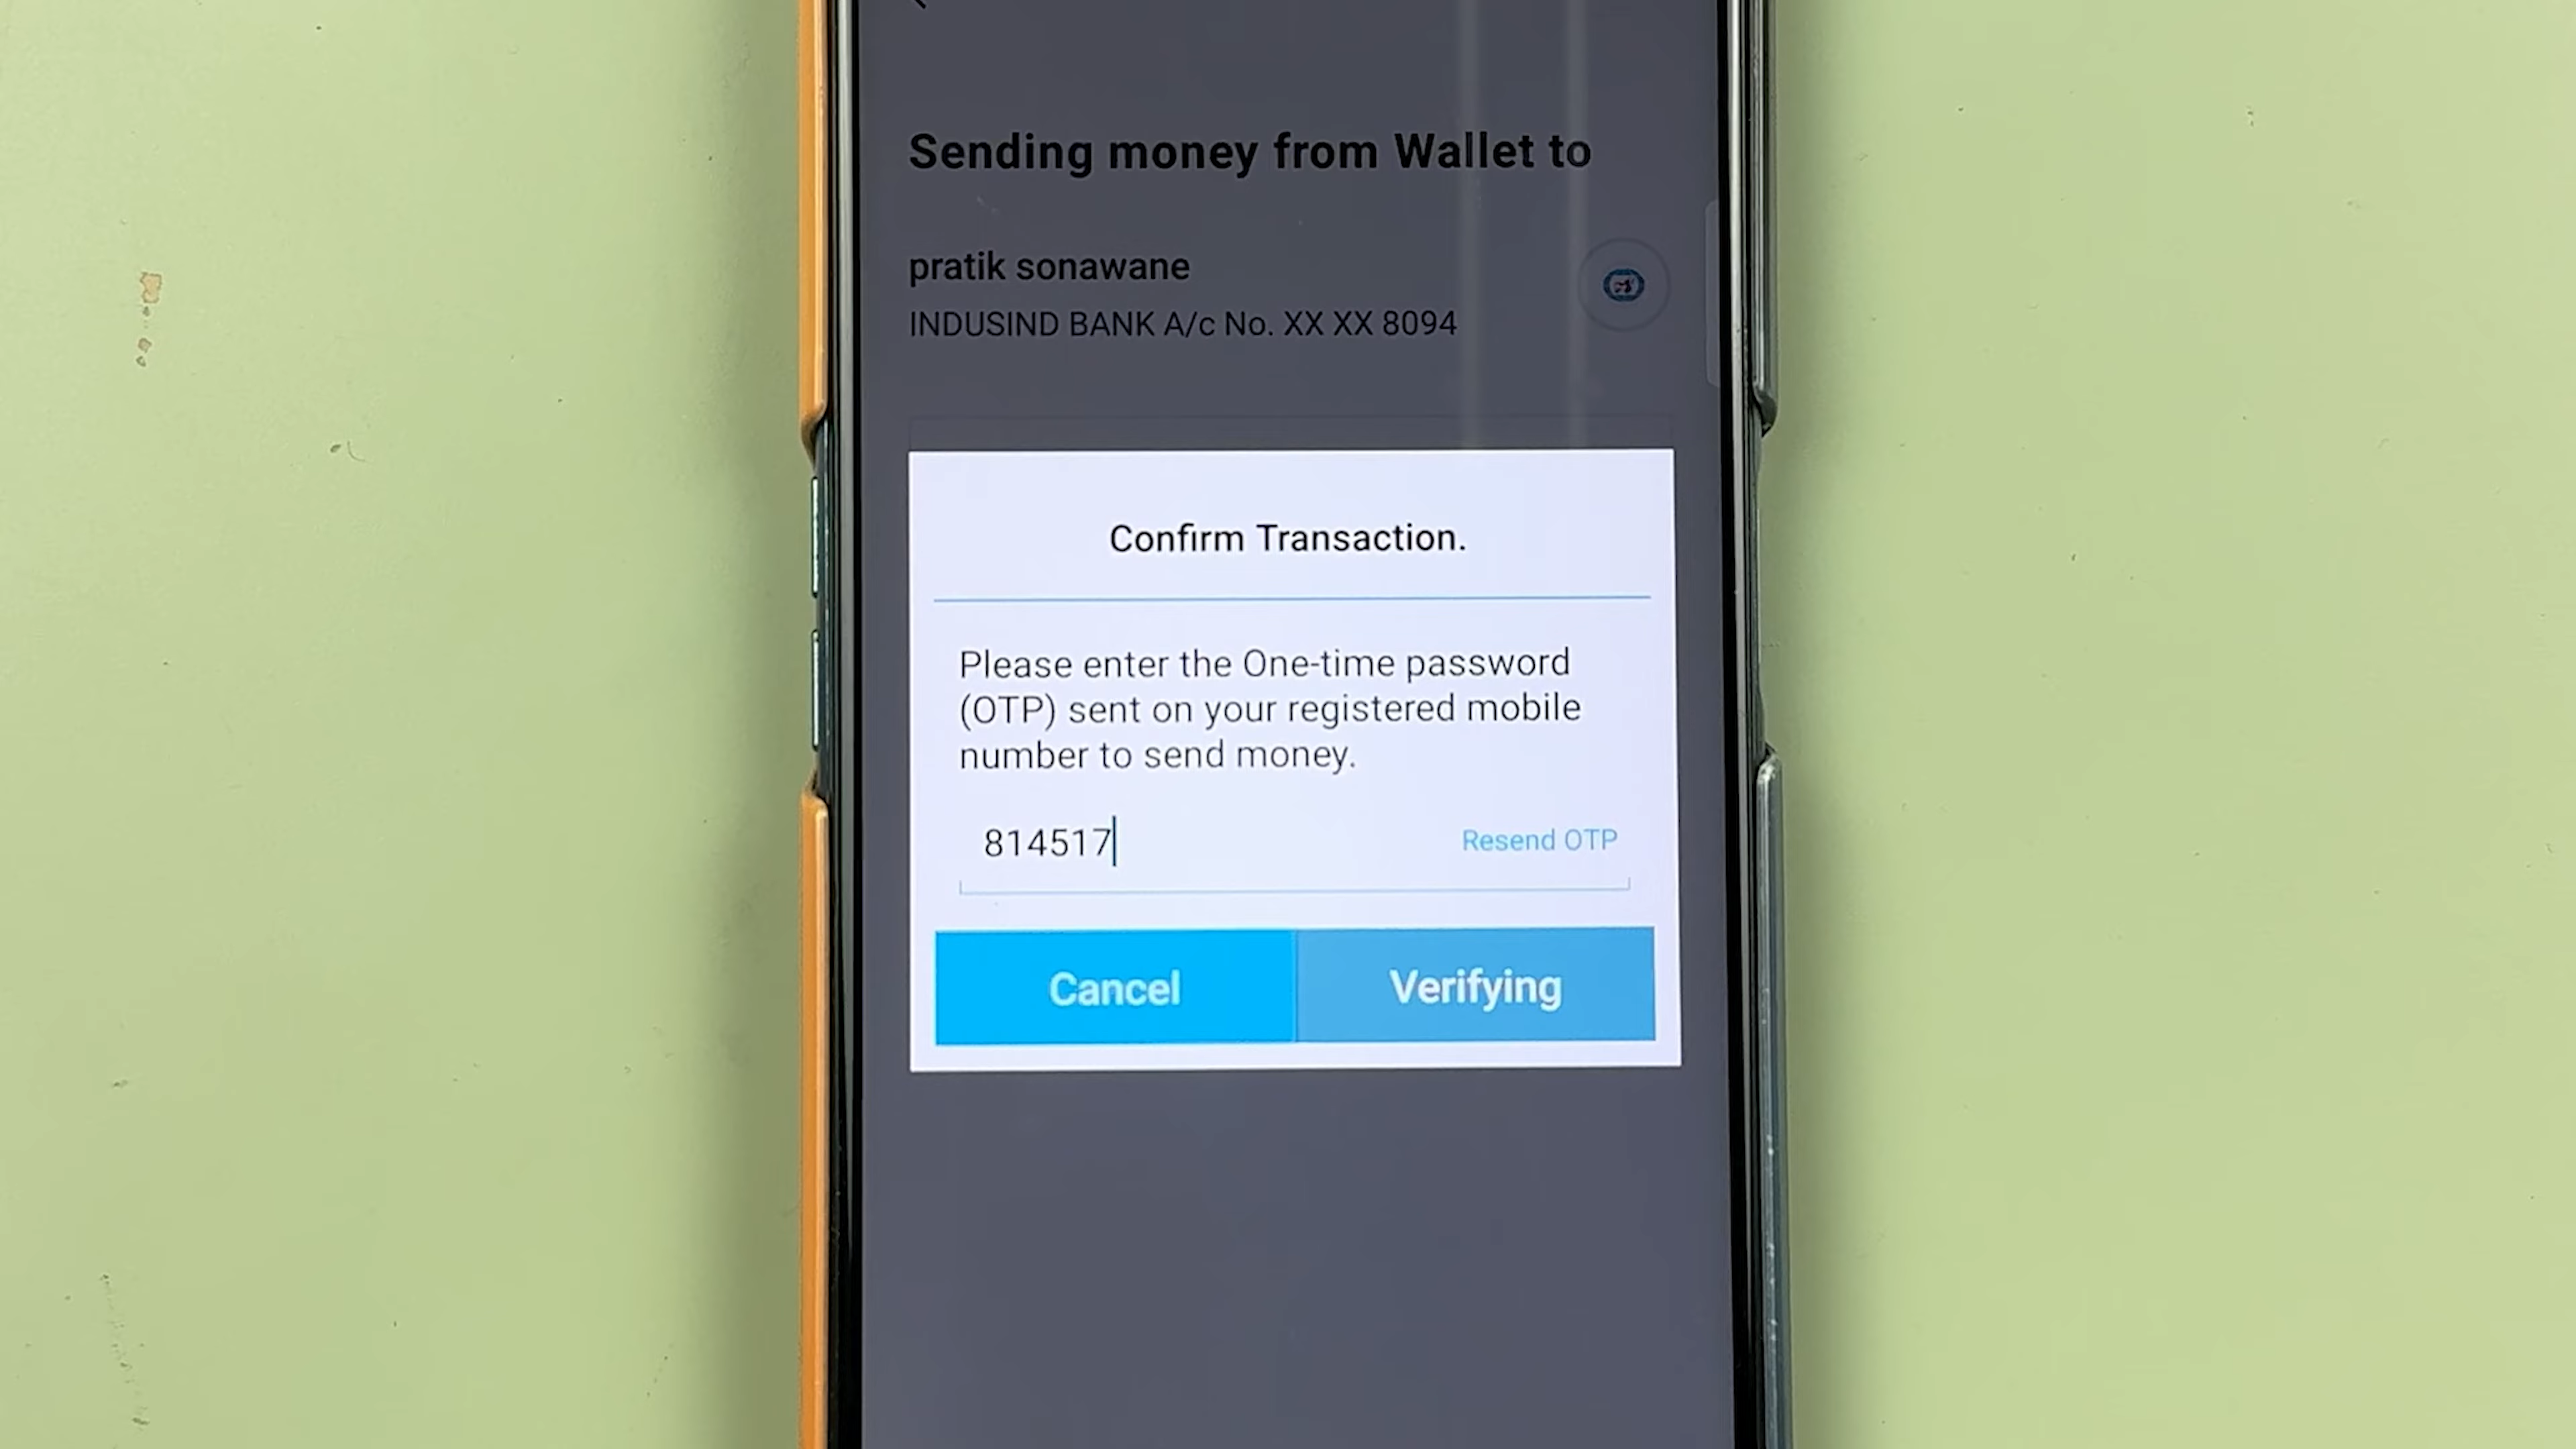 Sending money from Wallet to
pratik sonawane
INDUSIND BANK A/c No. XX XX 8094
Confirm Transaction.
Please enter the One-time password
(OTP) sent on your registered mobile
number to send money.
814517
Resend OTP
Cancel
Verifying